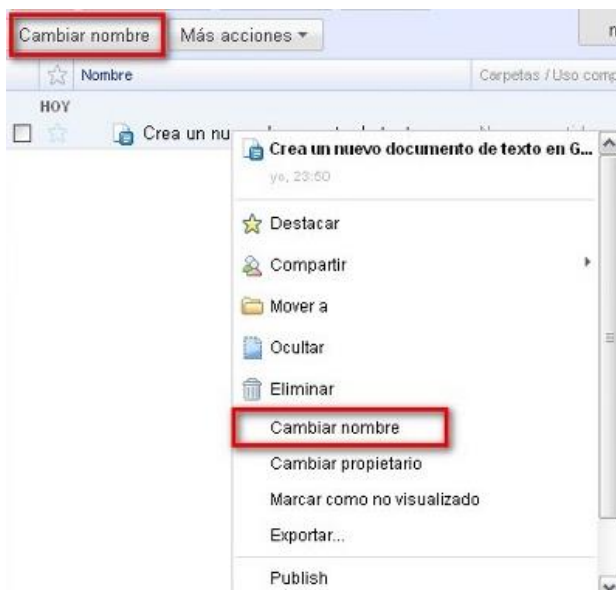 Cambiar nombre Más acciones
Nombre Carpetas / Uso comp
HOY
Crea un nu
Crea un nuevo documento de texto en G...
yo, 23:50
Destacar
Compartir
Mover a
Ocultar
Eliminar
Cambiar nombre
Cambiar propietario
Marcar como no visualizado
Exportar...
Publish